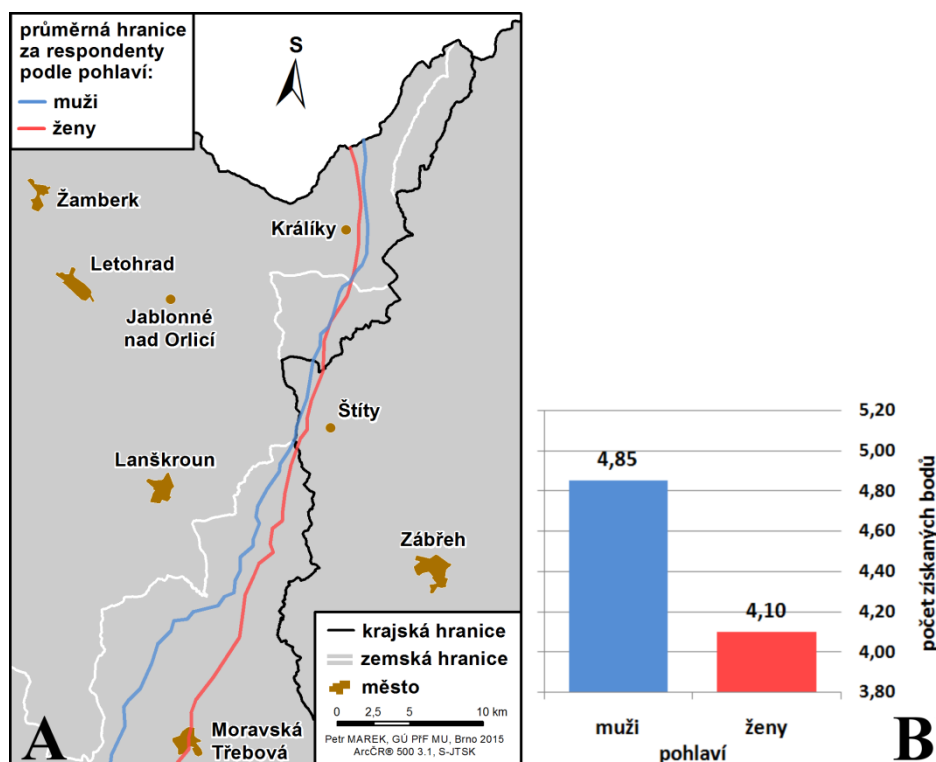 průměrná hranice
za respondenty
podle pohlaví:
muži
ženy
S
Žamberk
Králíky
Letohrad
Jablonné
nad Orlicí
Štíty
Lanškroun
Zábřeh
krajská hranice
zemská hranice
město
0 2,5 5 10 km
Petr MAREK, GÚ PřF MU, Brno 2015
ArcČR® 500 3.1, S-JTSK
Moravská
Třebová
A
5,20
5,00
4,80
4,60
4,40
4,20
4,00
3,80
počet získaných bodů
4,85
4,10
muži
ženy
pohlaví
B